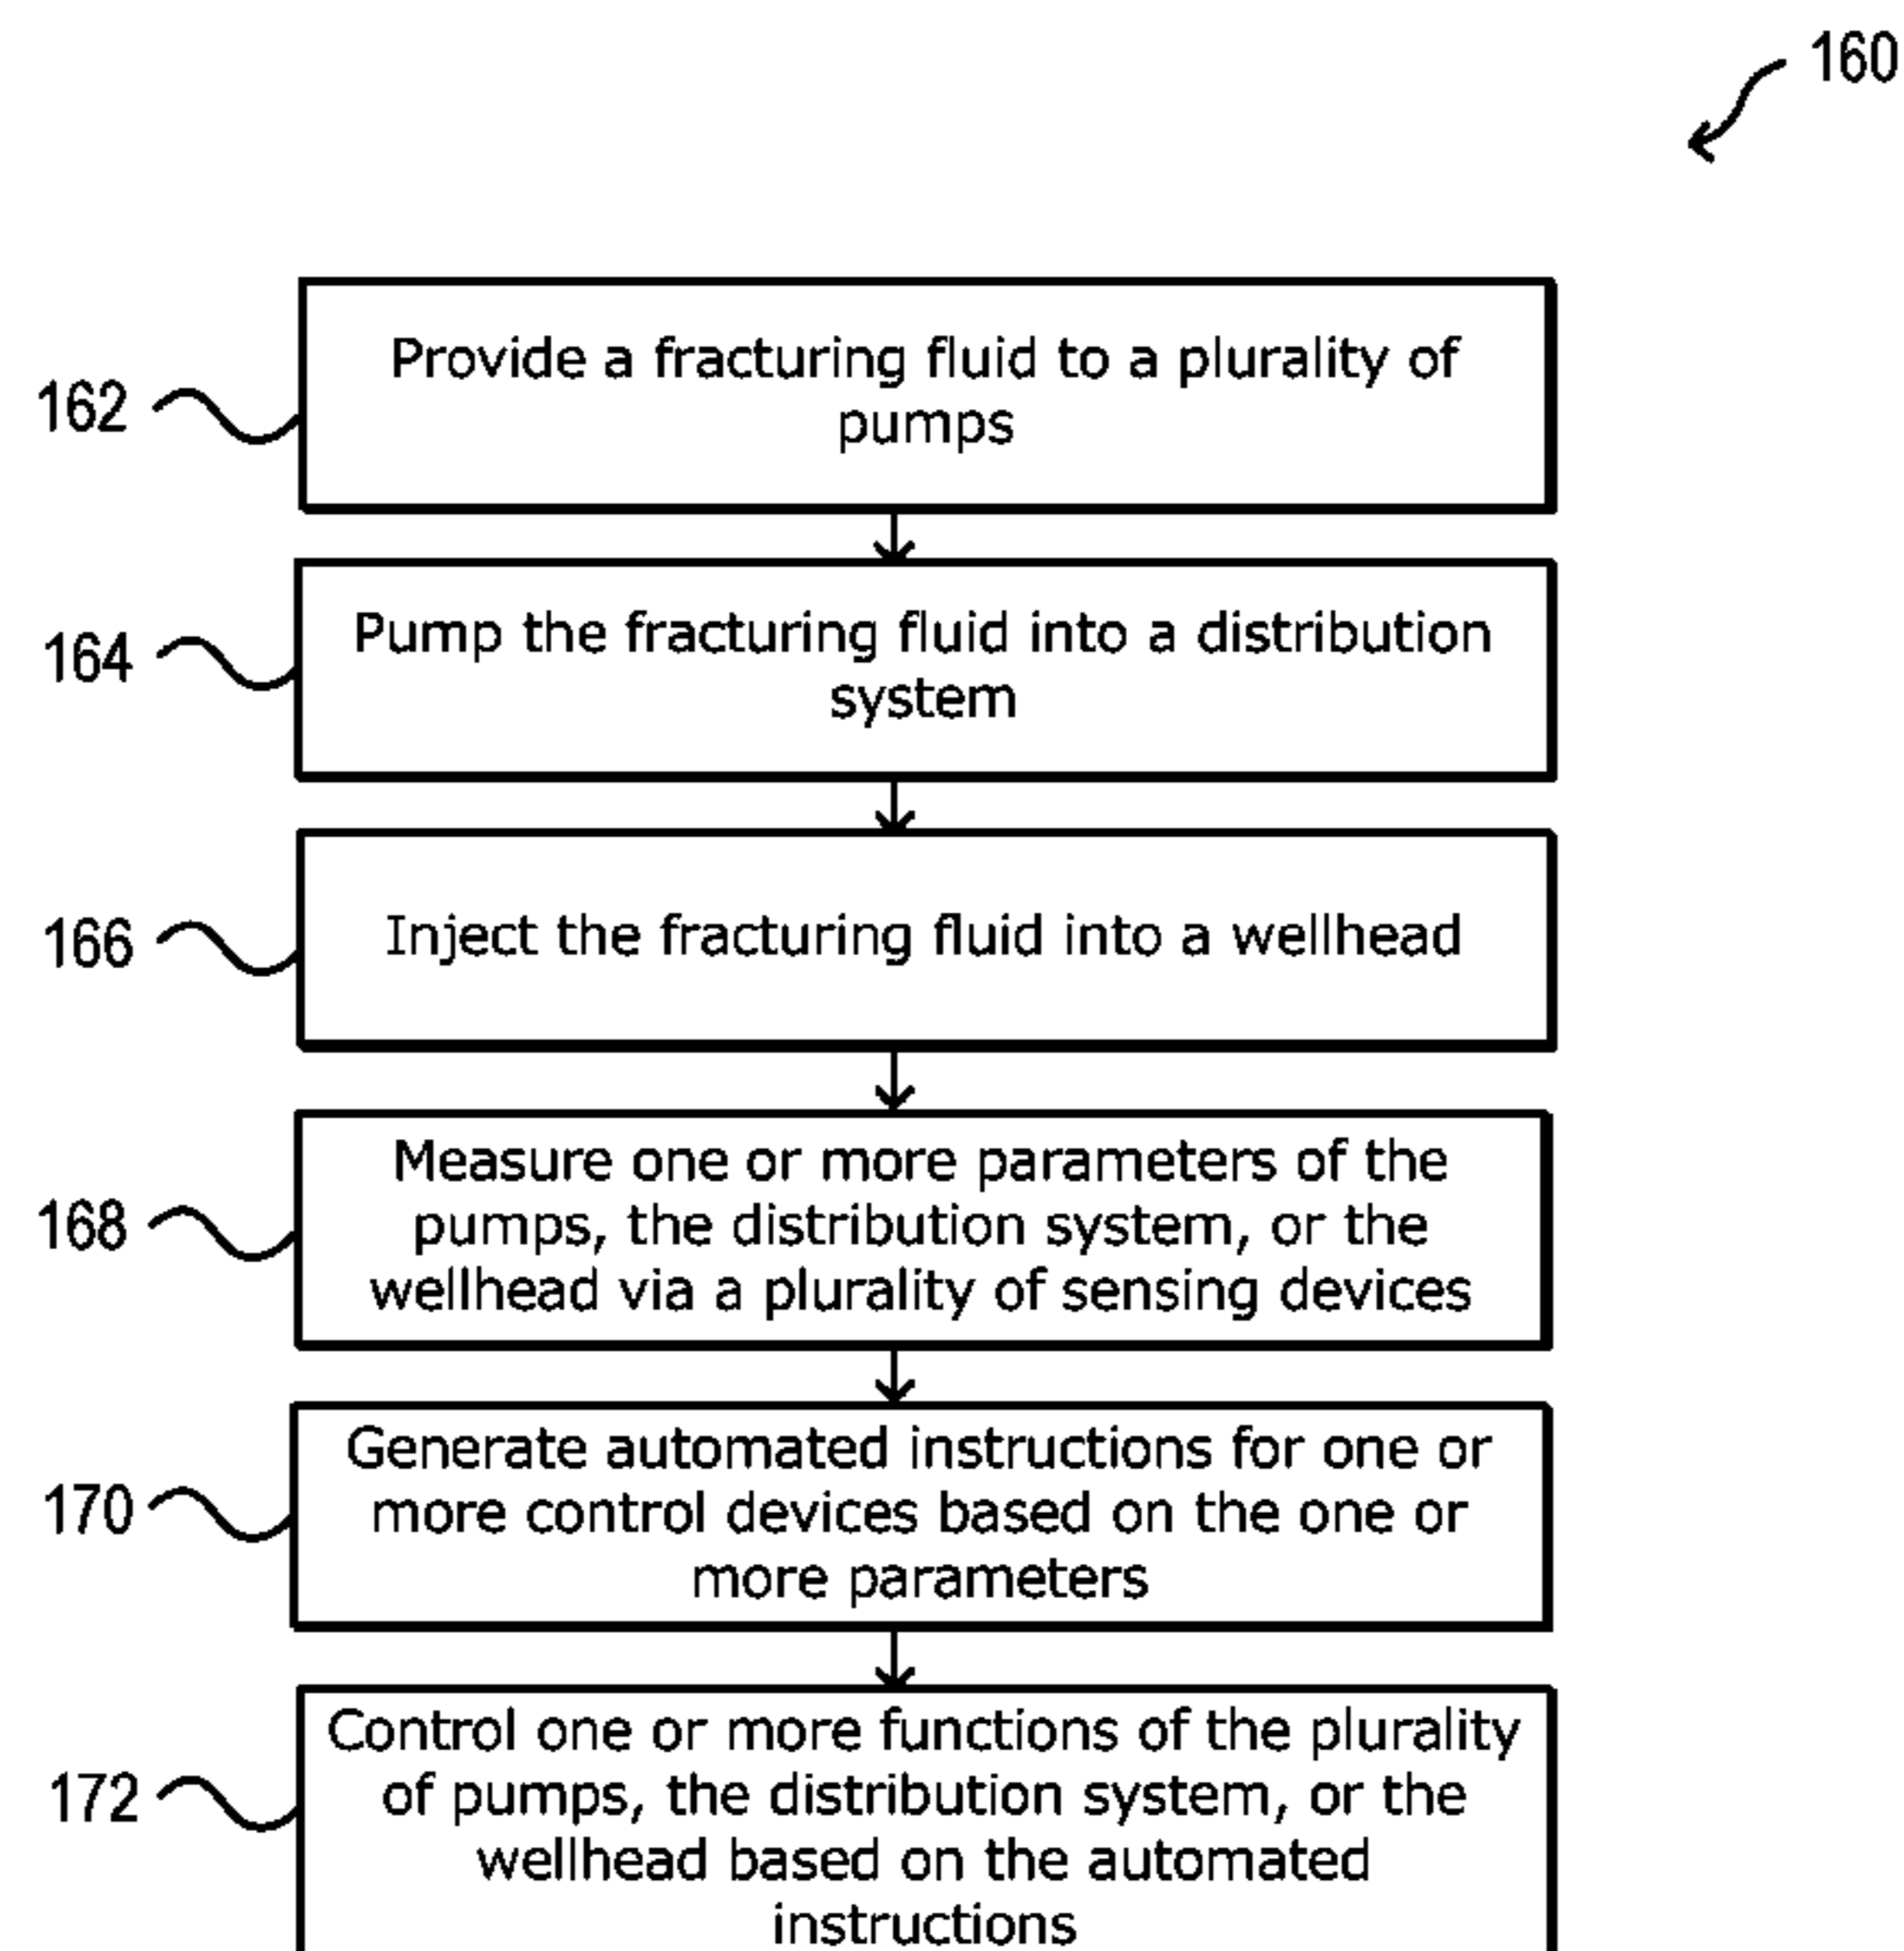 160
162
Provide a fracturing fluid to a plurality of
pumps
164
Pump the fracturing fluid into a distribution
system
166
Inject the fracturing fluid into a wellhead
168
Measure one or more parameters of the
pumps, the distribution system, or the
wellhead via a plurality of sensing devices
170
Generate automated instructions for one or
more control devices based on the one or
more parameters
172
Control one or more functions of the plurality
of pumps, the distribution system, or the
wellhead based on the automated
instructions